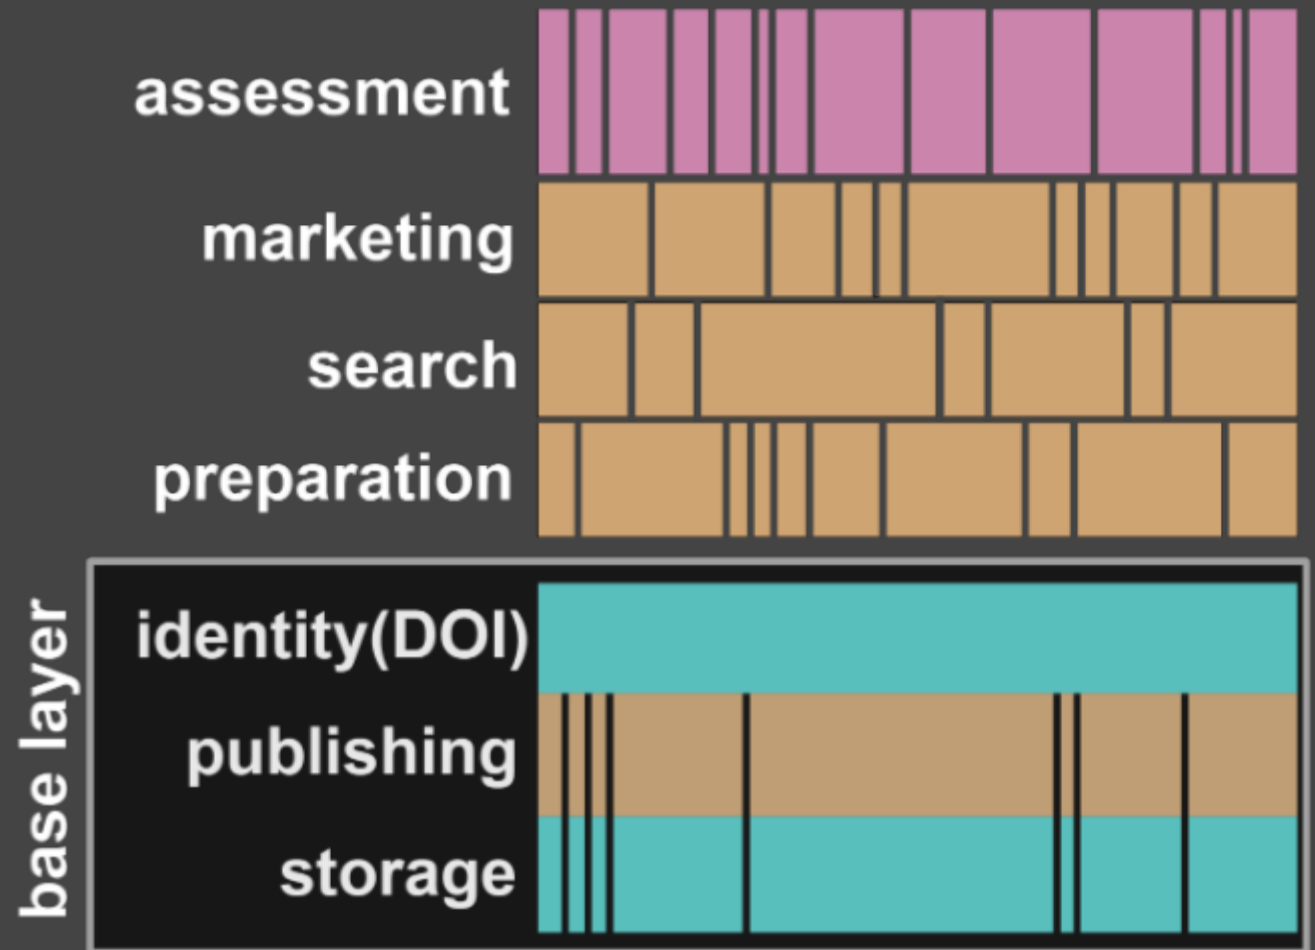 assessment
marketing
search
preparation
base layer
identity(DOI)
publishing
storage